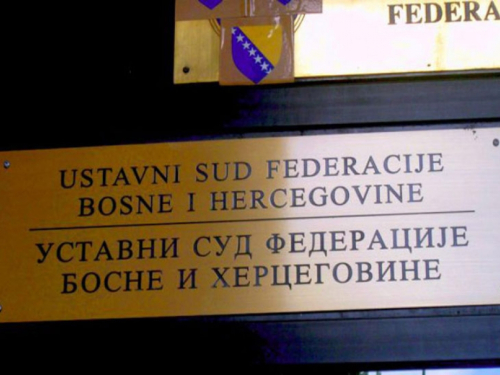 FEDERA
USTAVNI SUD FEDERACIJE
BOSNE I HERCEGOVINE
УСТАВНИ СУД ФЕДЕРАЦИЈЕ
БОСНЕ И ХЕРЦЕГОВИНЕ